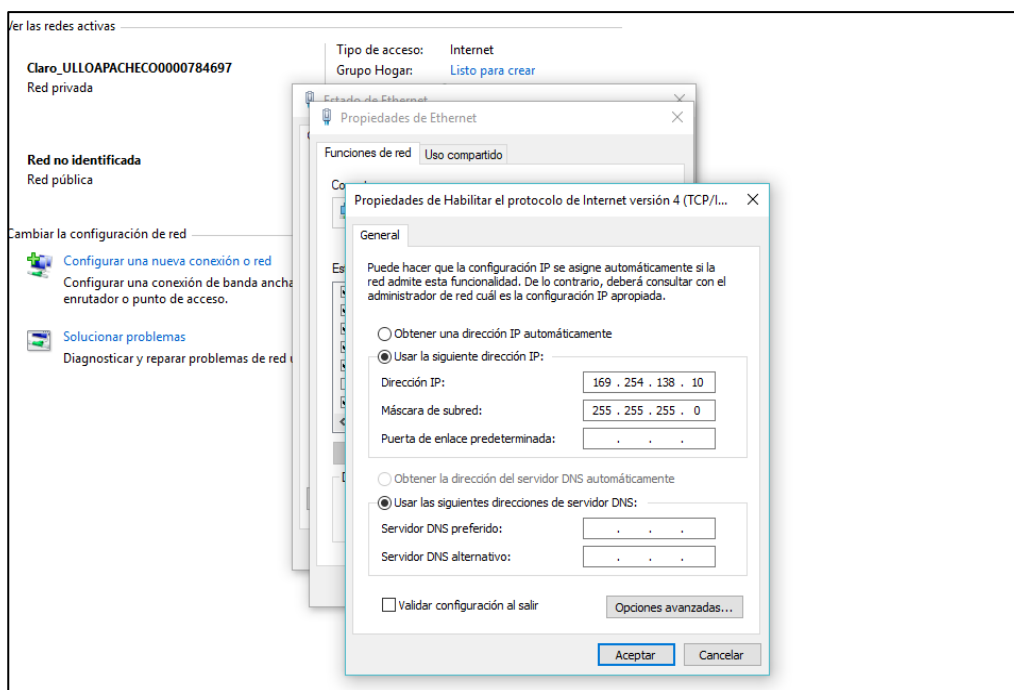 Ver las redes activas
Claro_ULLOAPACHECO0000784697
Red privada
Tipo de acceso: Internet
Grupo Hogar: Listo para crear
Red no identificada
Red pública
Cambiar la configuración de red
Configurar una nueva conexión o red
Configurar una conexión de banda ancha
enrutador o punto de acceso.
Solucionar problemas
Diagnosticar y reparar problemas de red
Estado de Ethernet
Propiedades de Ethernet
Funciones de red Uso compartido
Propiedades de Habilitar el protocolo de Internet versión 4 (TCP/I...
General
Puede hacer que la configuración IP se asigne automáticamente si la
red admite esta funcionalidad. De lo contrario, deberá consultar con el
administrador de red cuál es la configuración IP apropiada.
Obtener una dirección IP automáticamente
Usar la siguiente dirección IP:
Dirección IP: 169 . 254 . 138 . 10
Máscara de subred: 255 . 255 . 255 . 0
Puerta de enlace predeterminada: . . .
Obtener la dirección del servidor DNS automáticamente
Usar las siguientes direcciones de servidor DNS:
Servidor DNS preferido: . . .
Servidor DNS alternativo: . . .
Validar configuración al salir
Opciones avanzadas...
Aceptar Cancelar